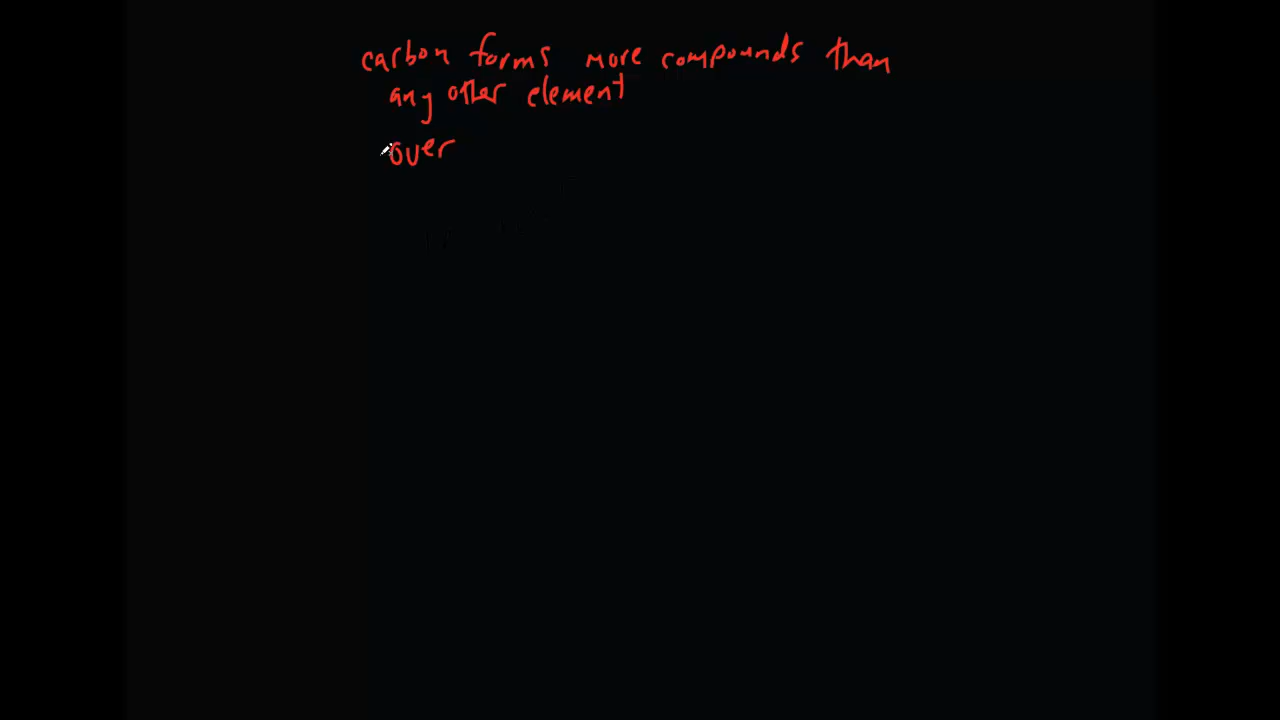 carbon forms more compounds than
any other element
over